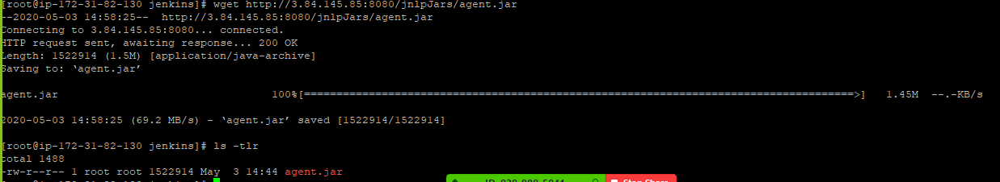 [root@ip-172-31-82-130 jenkins]# wget http://3.84.145.85:8080/jnlpJars/agent.jar
--2020-05-03 14:58:25--  http://3.84.145.85:8080/jnlpJars/agent.jar
Connecting to 3.84.145.85:8080... connected.
HTTP request sent, awaiting response... 200 OK
Length: 1522914 (1.5M) [application/java-archive]
Saving to: ‘agent.jar’
agent.jar 100%[=====================================================================================>] 1.45M --.-KB/s
2020-05-03 14:58:25 (69.2 MB/s) - ‘agent.jar’ saved [1522914/1522914]
[root@ip-172-31-82-130 jenkins]# ls -tlr
total 1488
-rw-r--r-- 1 root root 1522914 May  3 14:44 agent.jar